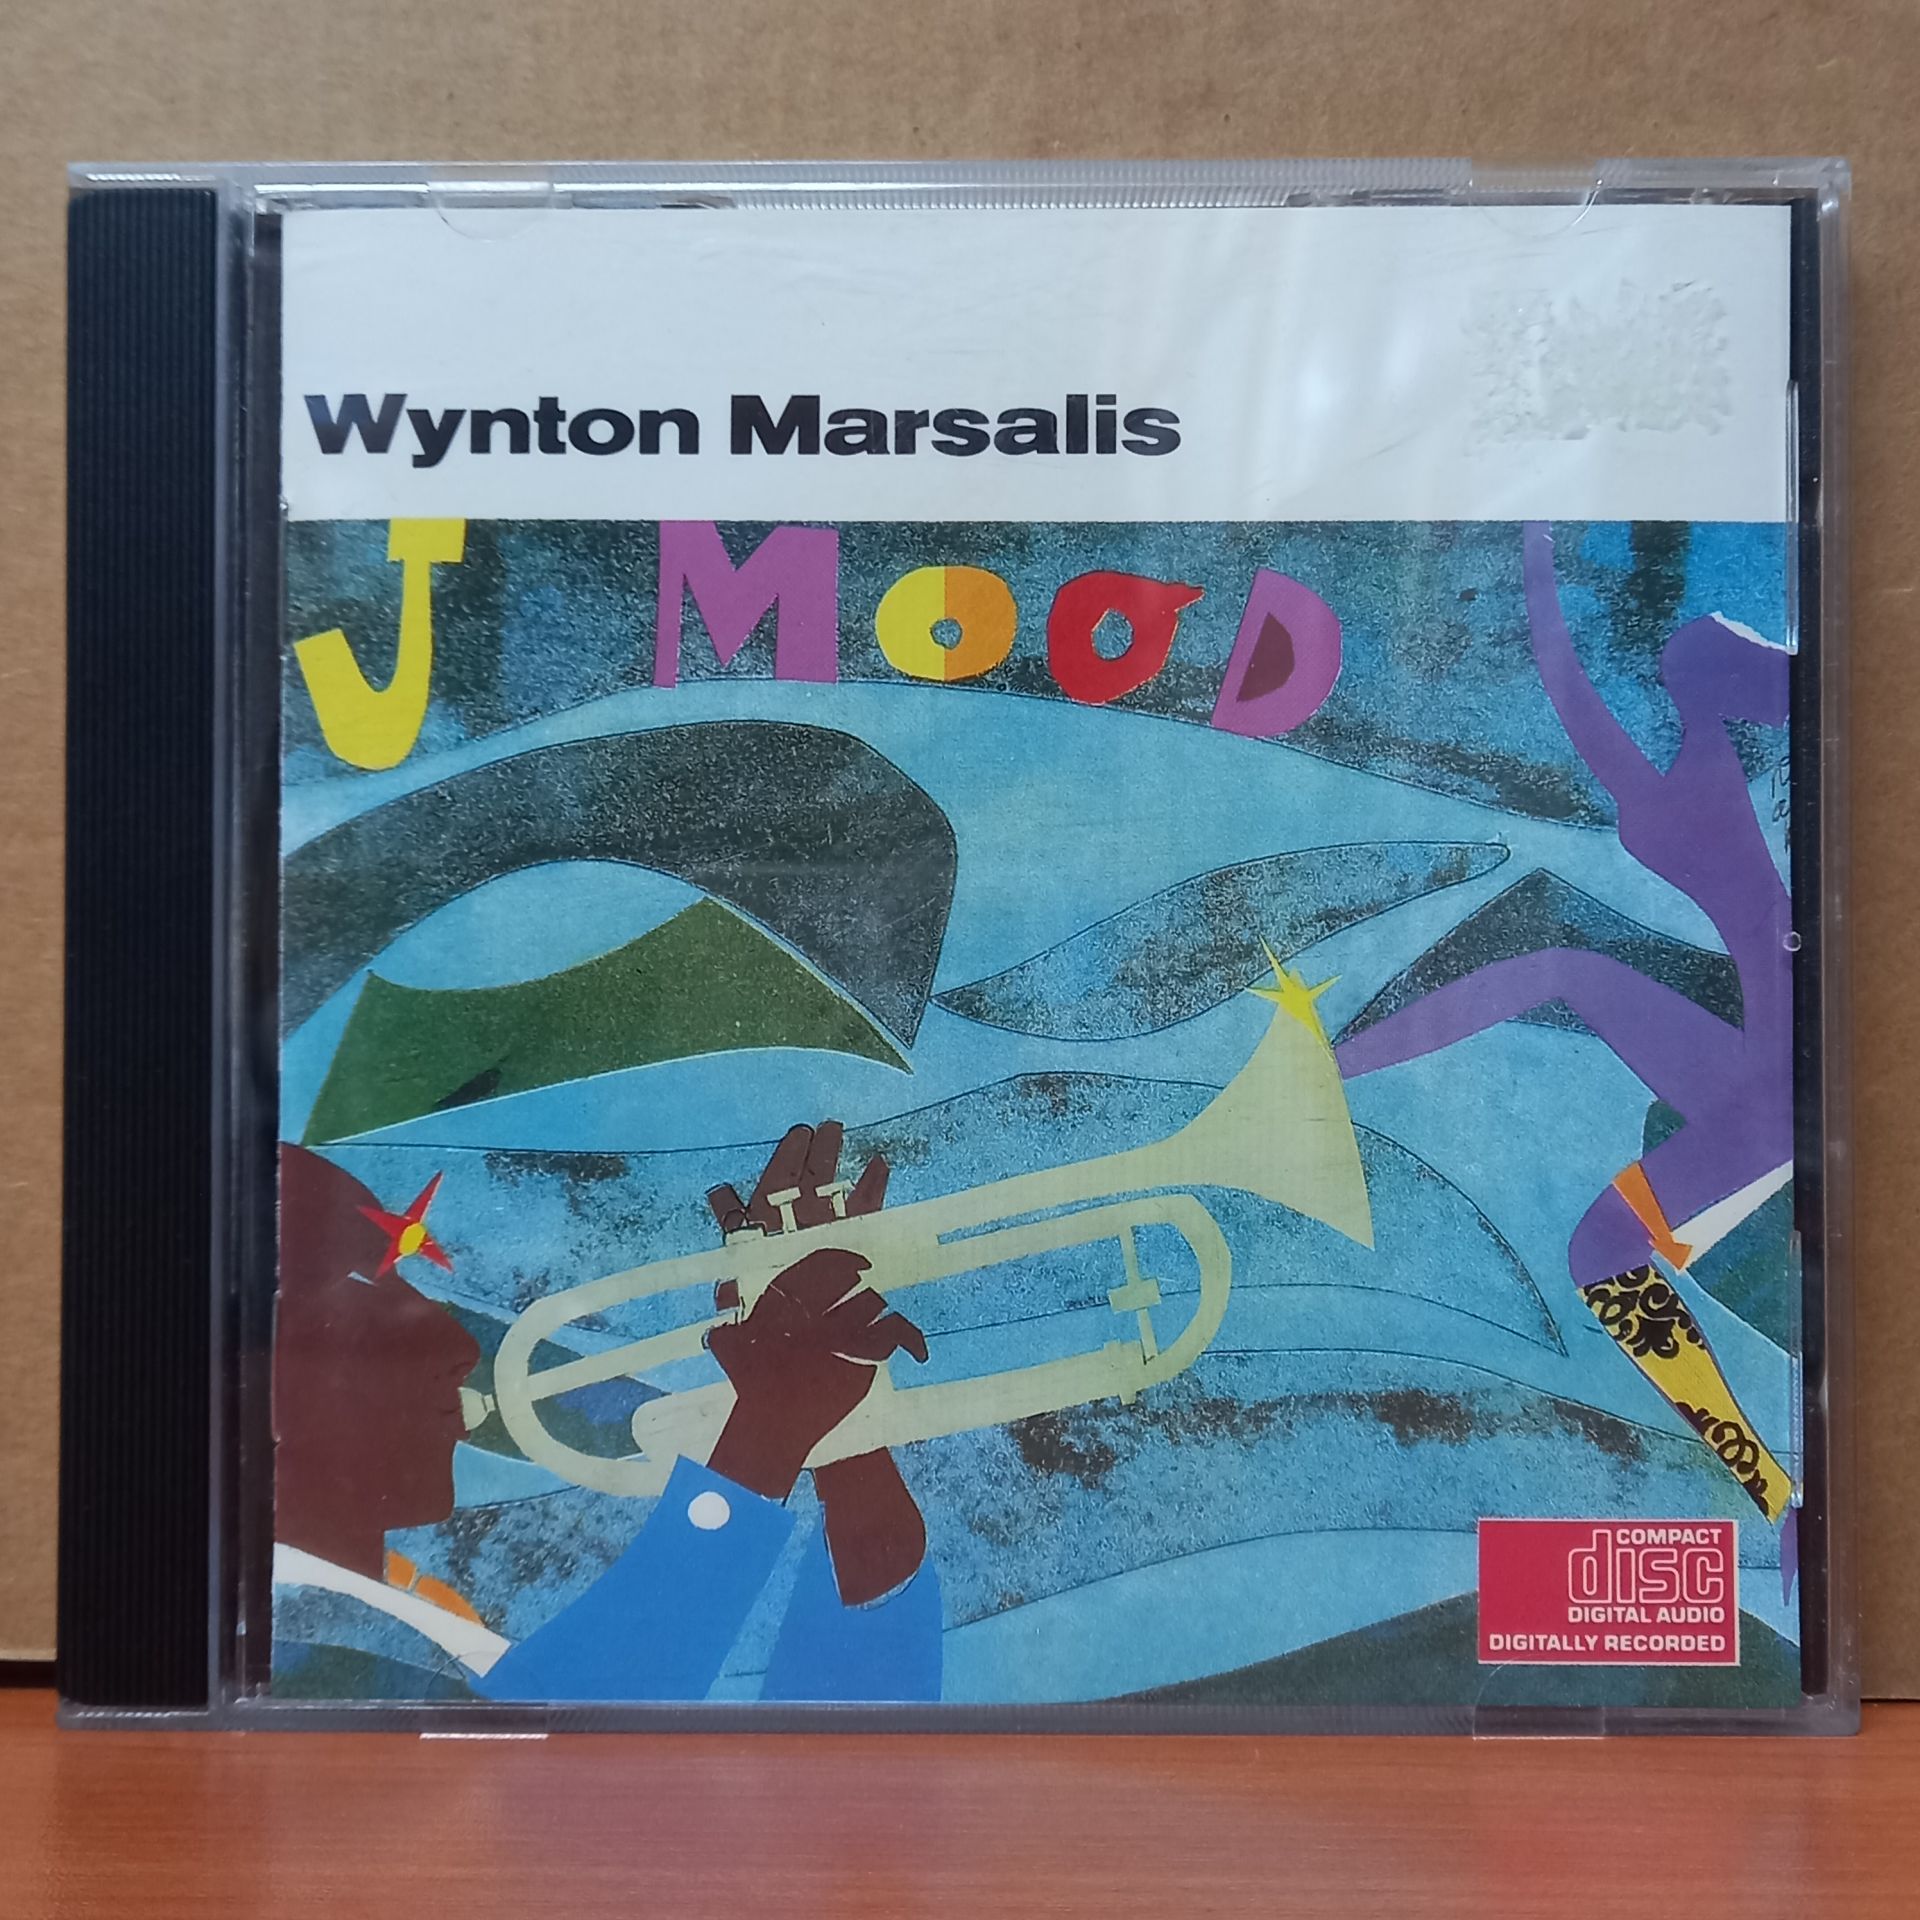 Wynton Marsalis
J MOOD
COMPACT
disc
DIGITAL AUDIO
DIGITALLY RECORDED